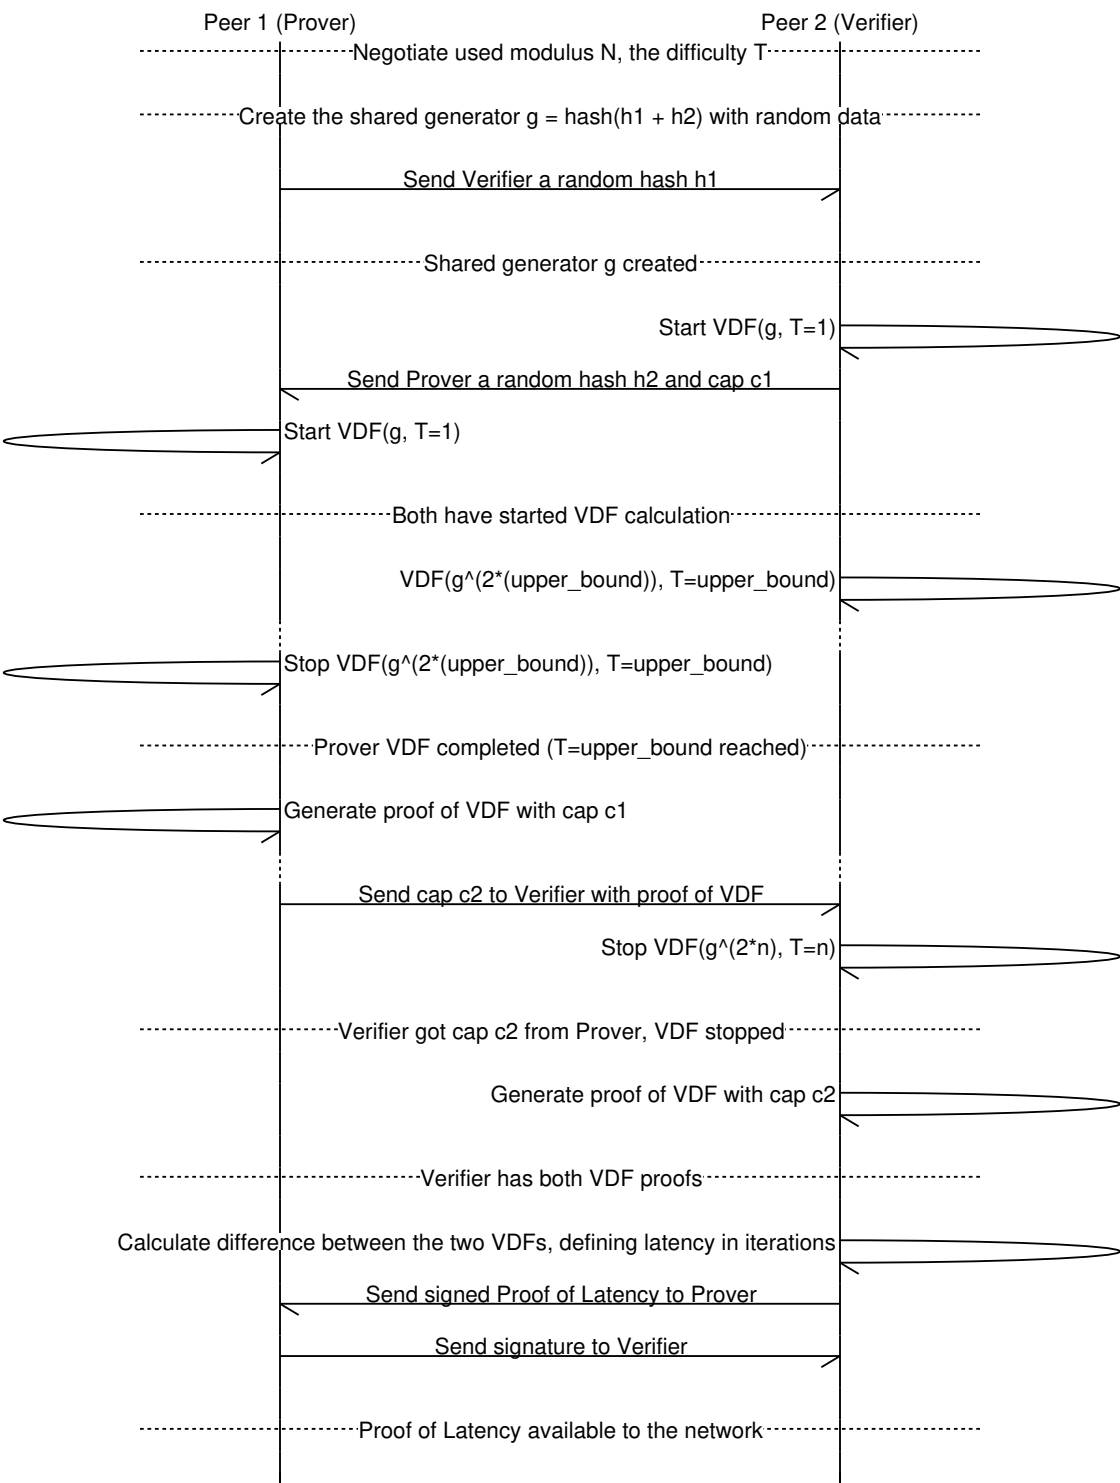 Peer 1 (Prover)
Peer 2 (Verifier)
Negotiate used modulus N, the difficulty T
Create the shared generator g = hash(h1 + h2) with random data
Send Verifier a random hash h1
Shared generator g created
Start VDF(g, T=1)
Send Prover a random hash h2 and cap c1
Start VDF(g, T=1)
Both have started VDF calculation
VDF(g^(2*(upper_bound)), T=upper_bound)
Stop VDF(g^(2*(upper_bound)), T=upper_bound)
Prover VDF completed (T=upper_bound reached)
Generate proof of VDF with cap c1
Send cap c2 to Verifier with proof of VDF
Stop VDF(g^(2*n), T=n)
Verifier got cap c2 from Prover, VDF stopped
Generate proof of VDF with cap c2
Verifier has both VDF proofs
Calculate difference between the two VDFs, defining latency in iterations
Send signed Proof of Latency to Prover
Send signature to Verifier
Proof of Latency available to the network